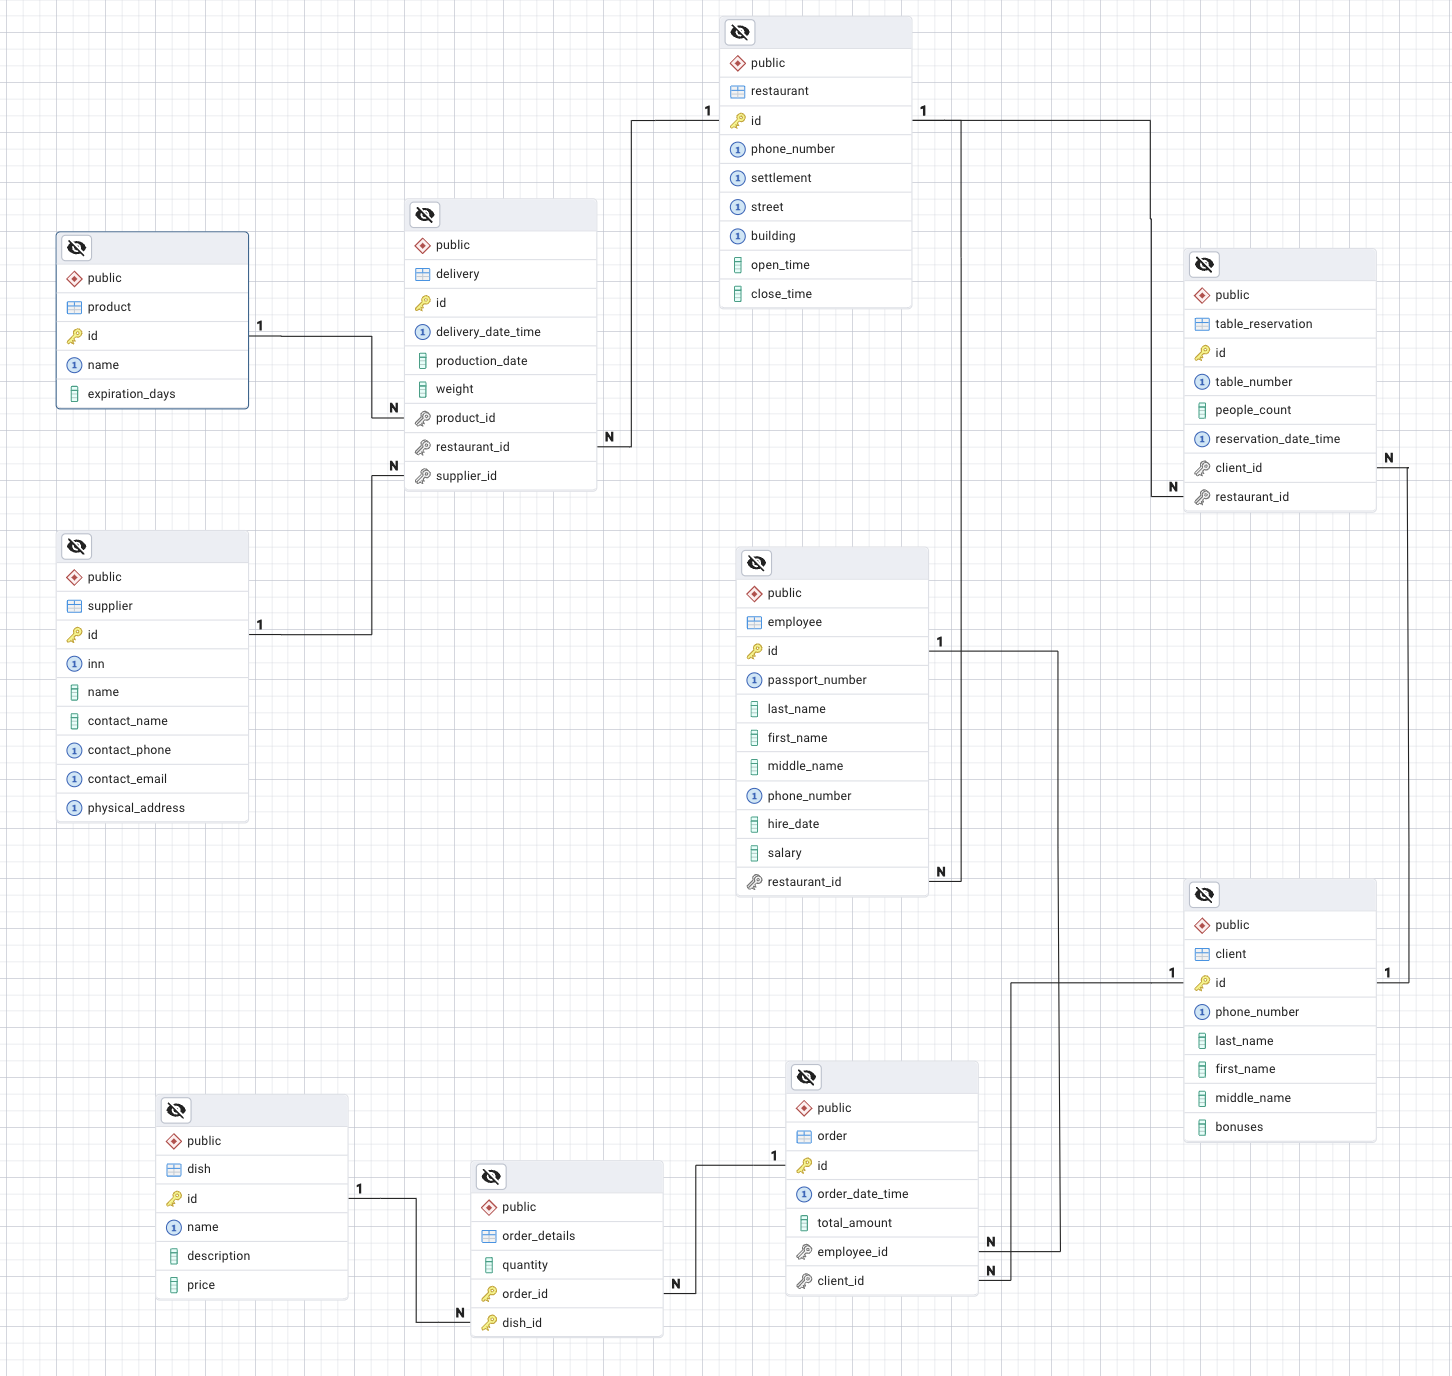 public
restaurant
1
id
1
phone_number
settlement
street
building
open_time
close_time
public
delivery
id
delivery_date_time
production_date
weight
N
product_id
restaurant_id
N
N
supplier_id
public
product
id
1
name
expiration_days
public
table_reservation
id
table_number
people_count
reservation_date_time
client_id
N
N
restaurant_id
public
supplier
id
1
inn
name
contact_name
contact_phone
contact_email
physical_address
public
employee
id
1
passport_number
last_name
first_name
middle_name
phone_number
hire_date
salary
restaurant_id
N
public
client
1
id
1
phone_number
last_name
first_name
middle_name
bonuses
public
order
1
id
order_date_time
total_amount
employee_id
N
client_id
N
public
dish
id
1
name
description
price
public
order_details
quantity
order_id
N
N
dish_id